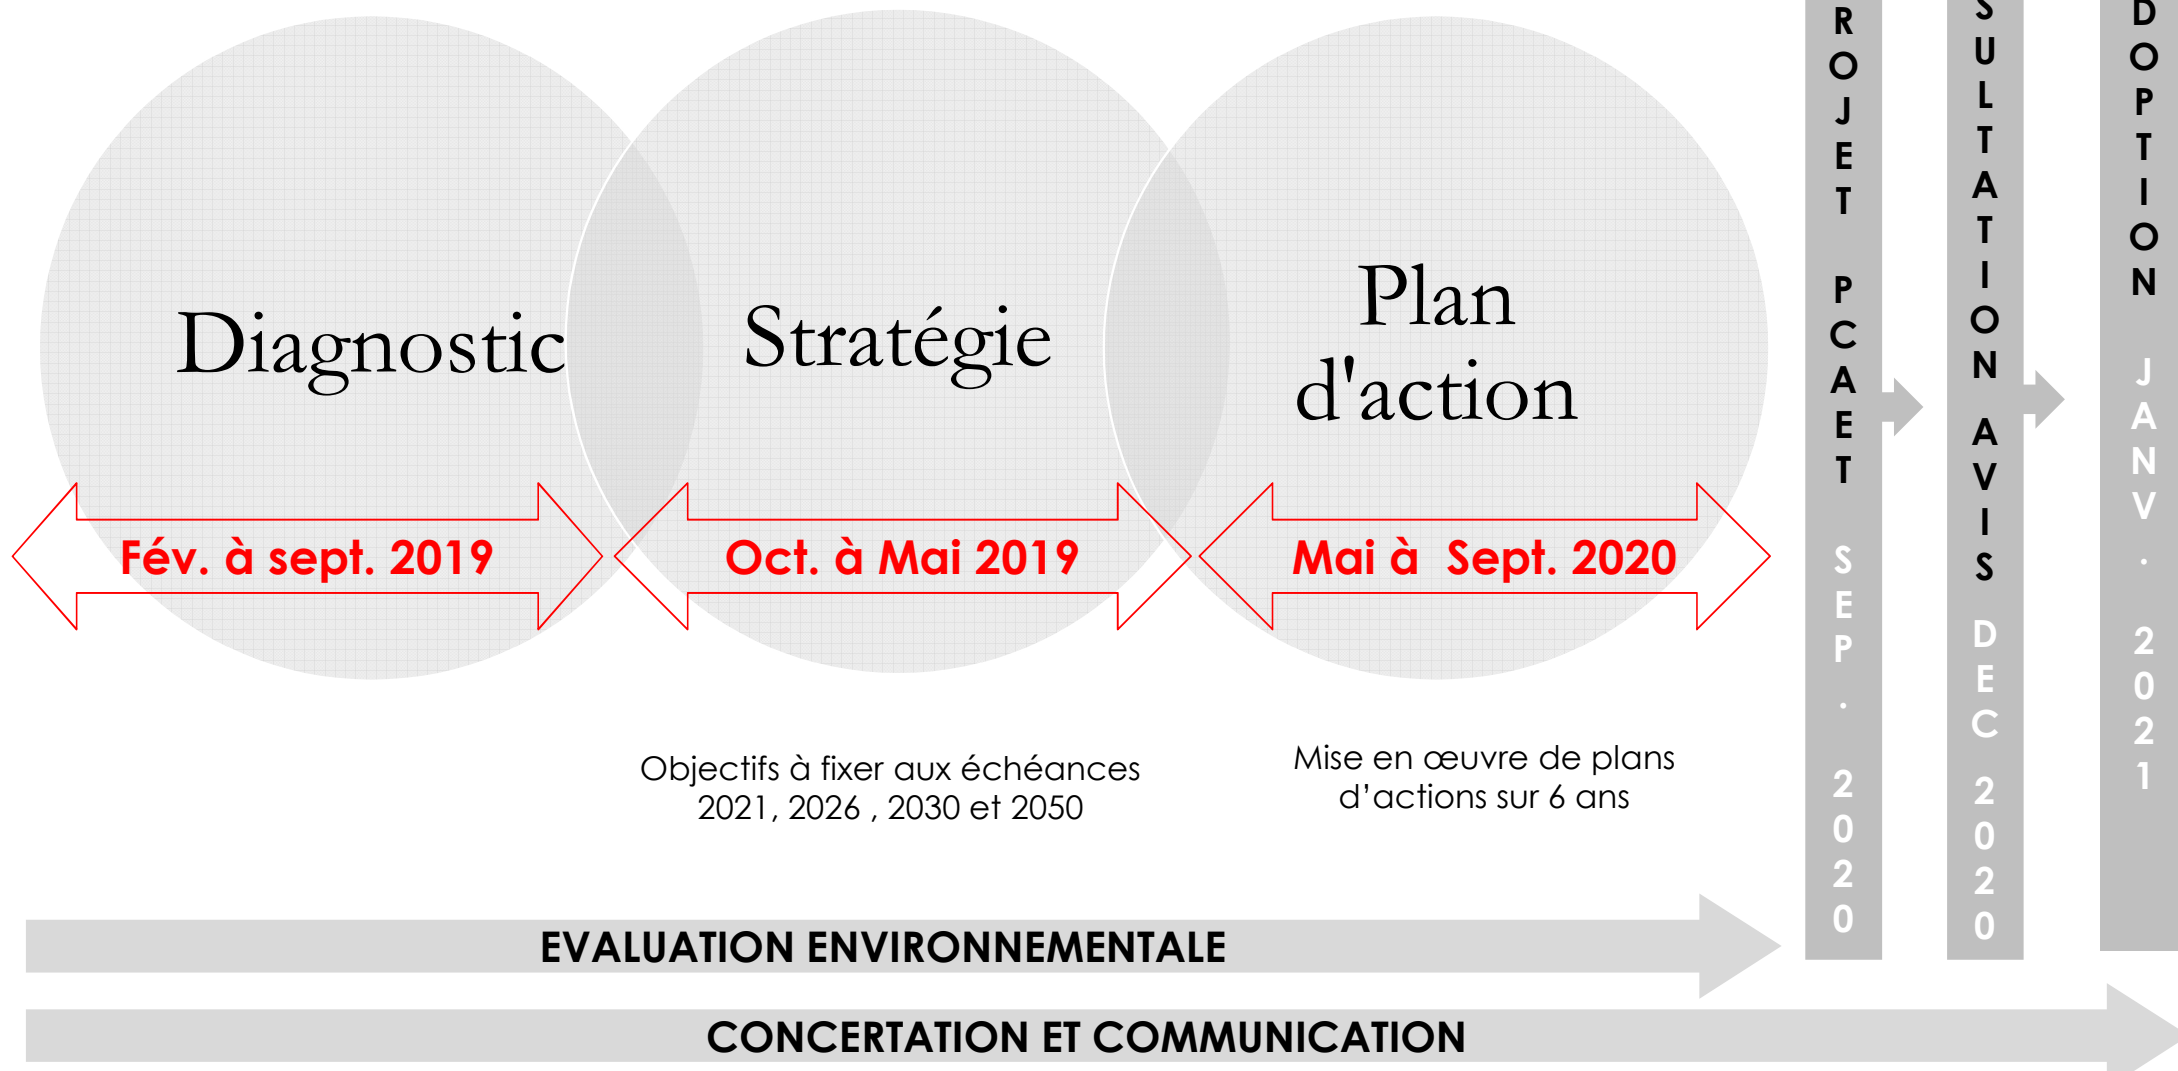 Diagnostic
Stratégie
Plan
d'action
Fév. à sept. 2019
Oct. à Mai 2019
Mai à Sept. 2020
Objectifs à fixer aux échéances
2021, 2026 , 2030 et 2050
Mise en œuvre de plans
d’actions sur 6 ans
ROJET PCAET SEP. 2020
SULTATION AVIS DEC 2020
DOPTION JANV. 2021
EVALUATION ENVIRONNEMENTALE
CONCERTATION ET COMMUNICATION